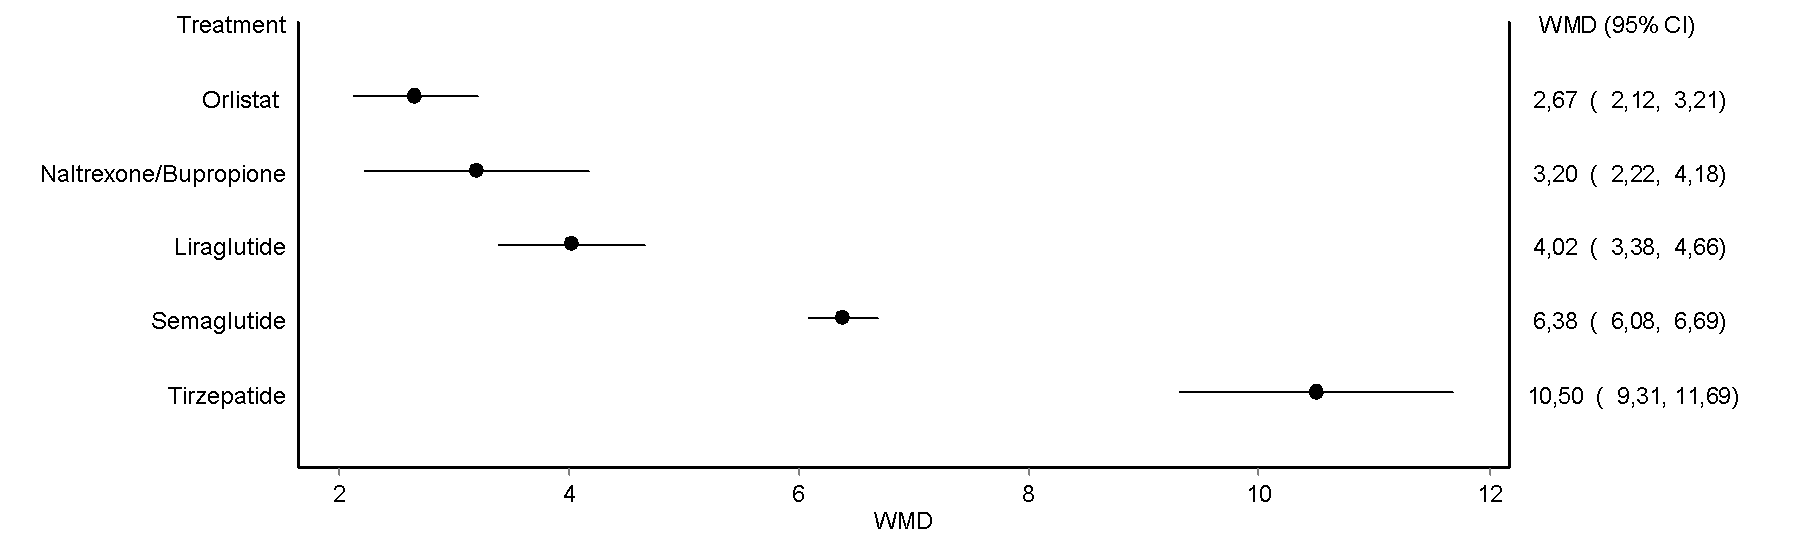 Treatment WMD (95% CI)
Orlistat 2,67 ( 2,12, 3,21)
Naltrexone/Bupropione 3,20 ( 2,22, 4,18)
Liraglutide 4,02 ( 3,38, 4,66)
Semaglutide 6,38 ( 6,08, 6,69)
Tirzepatide 10,50 ( 9,31, 11,69)
2 4 6 8 10 12
WMD